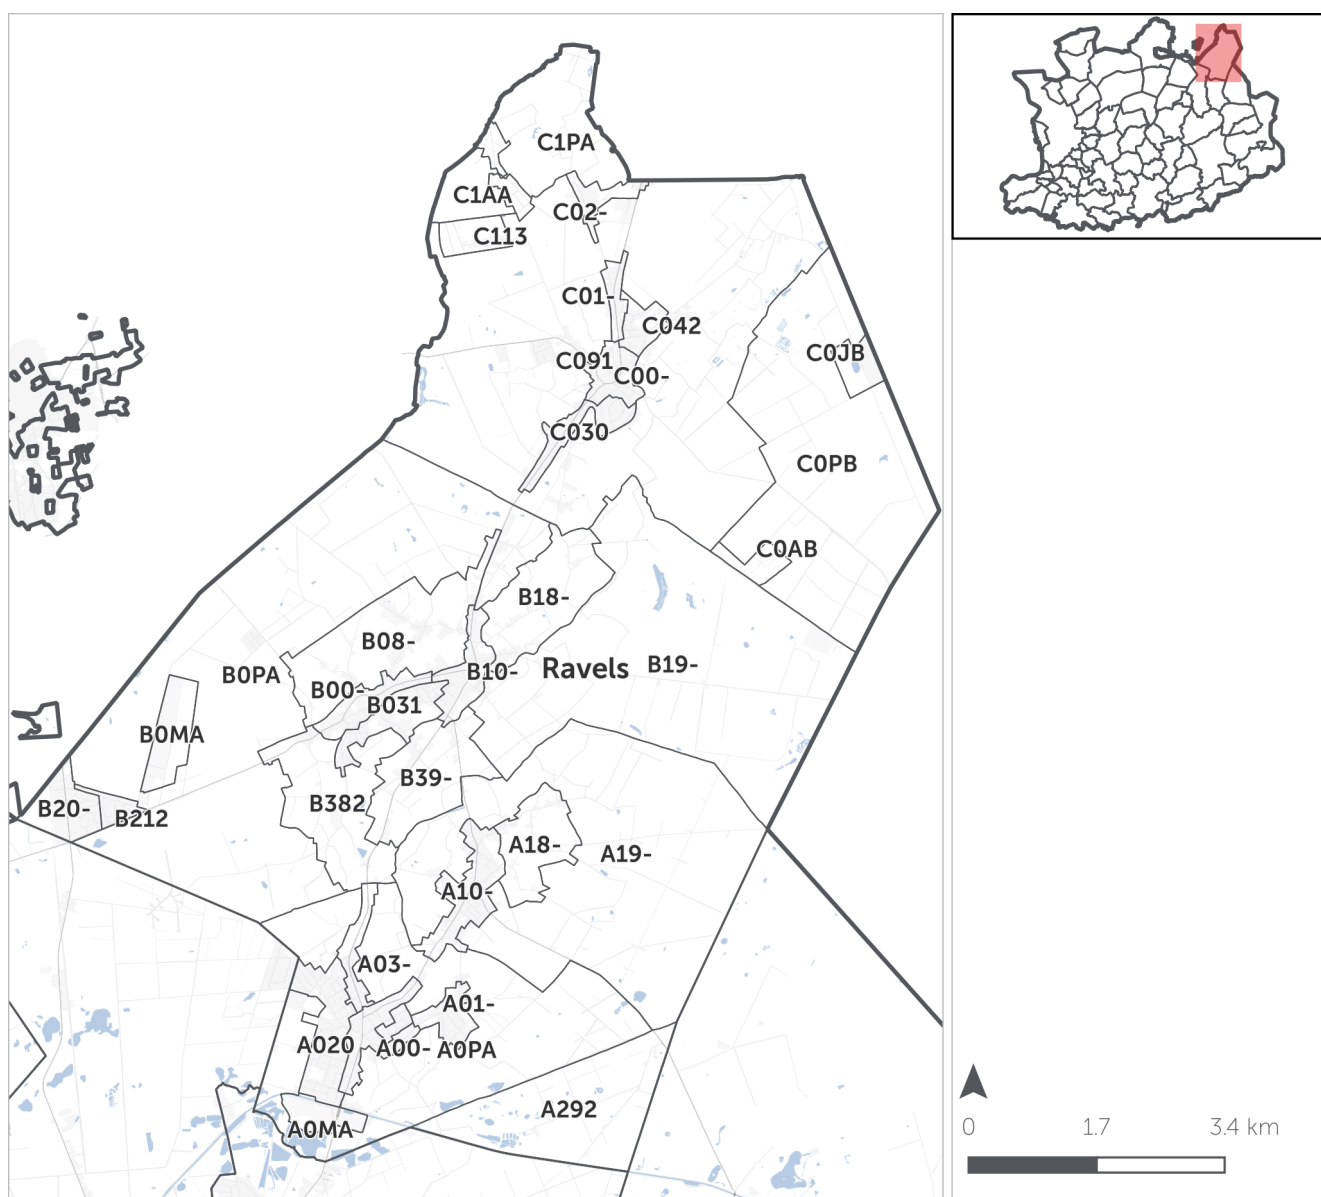 C1PA
C1AA
C02-
C113
C01-
C042
C0JB
C091
C00-
C030
C0PB
C0AB
B18-
B08-
B0PA
B10-
Ravels
B19-
B00-
B031
B0MA
B39-
B382
B20-
B212
A18-
A19-
A10-
A03-
A01-
A020
A00-
A0PA
A292
A0MA
0 1.7 3.4 km